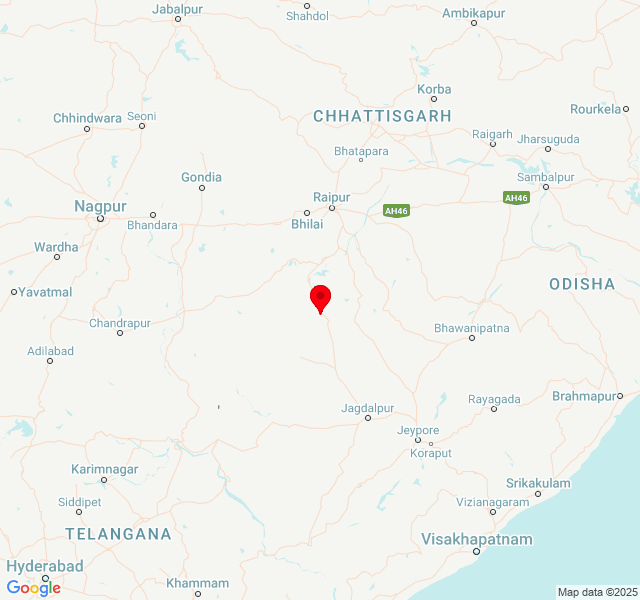 Jabalpur
Shahdol
Ambikapur
Korba
Chhindwara
Seoni
CHHATTISGARH
Rourkela
Raigarh
Jharsuguda
Bhatapara
Gondia
Sambalpur
Nagpur
Raipur
AH46
AH46
Bhandara
Bhilai
Wardha
Yavatmal
ODISHA
Chandrapur
Bhawanipatna
Adilabad
Rayagada
Brahmapur
Jagdalpur
Jeypore
Koraput
Karimnagar
Srikakulam
Siddipet
Vizianagaram
TELANGANA
Visakhapatnam
Hyderabad
Khammam
Google
Map data ©2025